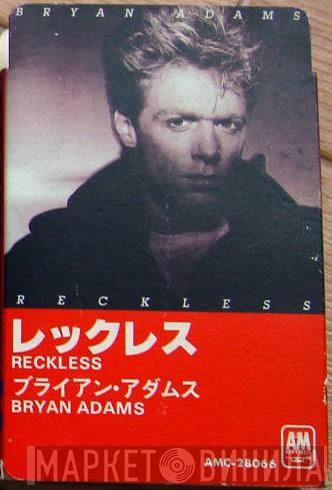 BRYAN ADAMS
RECKLESS
レックレス
RECKLESS
ブライアン・アダムス
BRYAN ADAMS
A&M
RECORDS
AMC-28066
МАРКЕТ ВИНИЛА